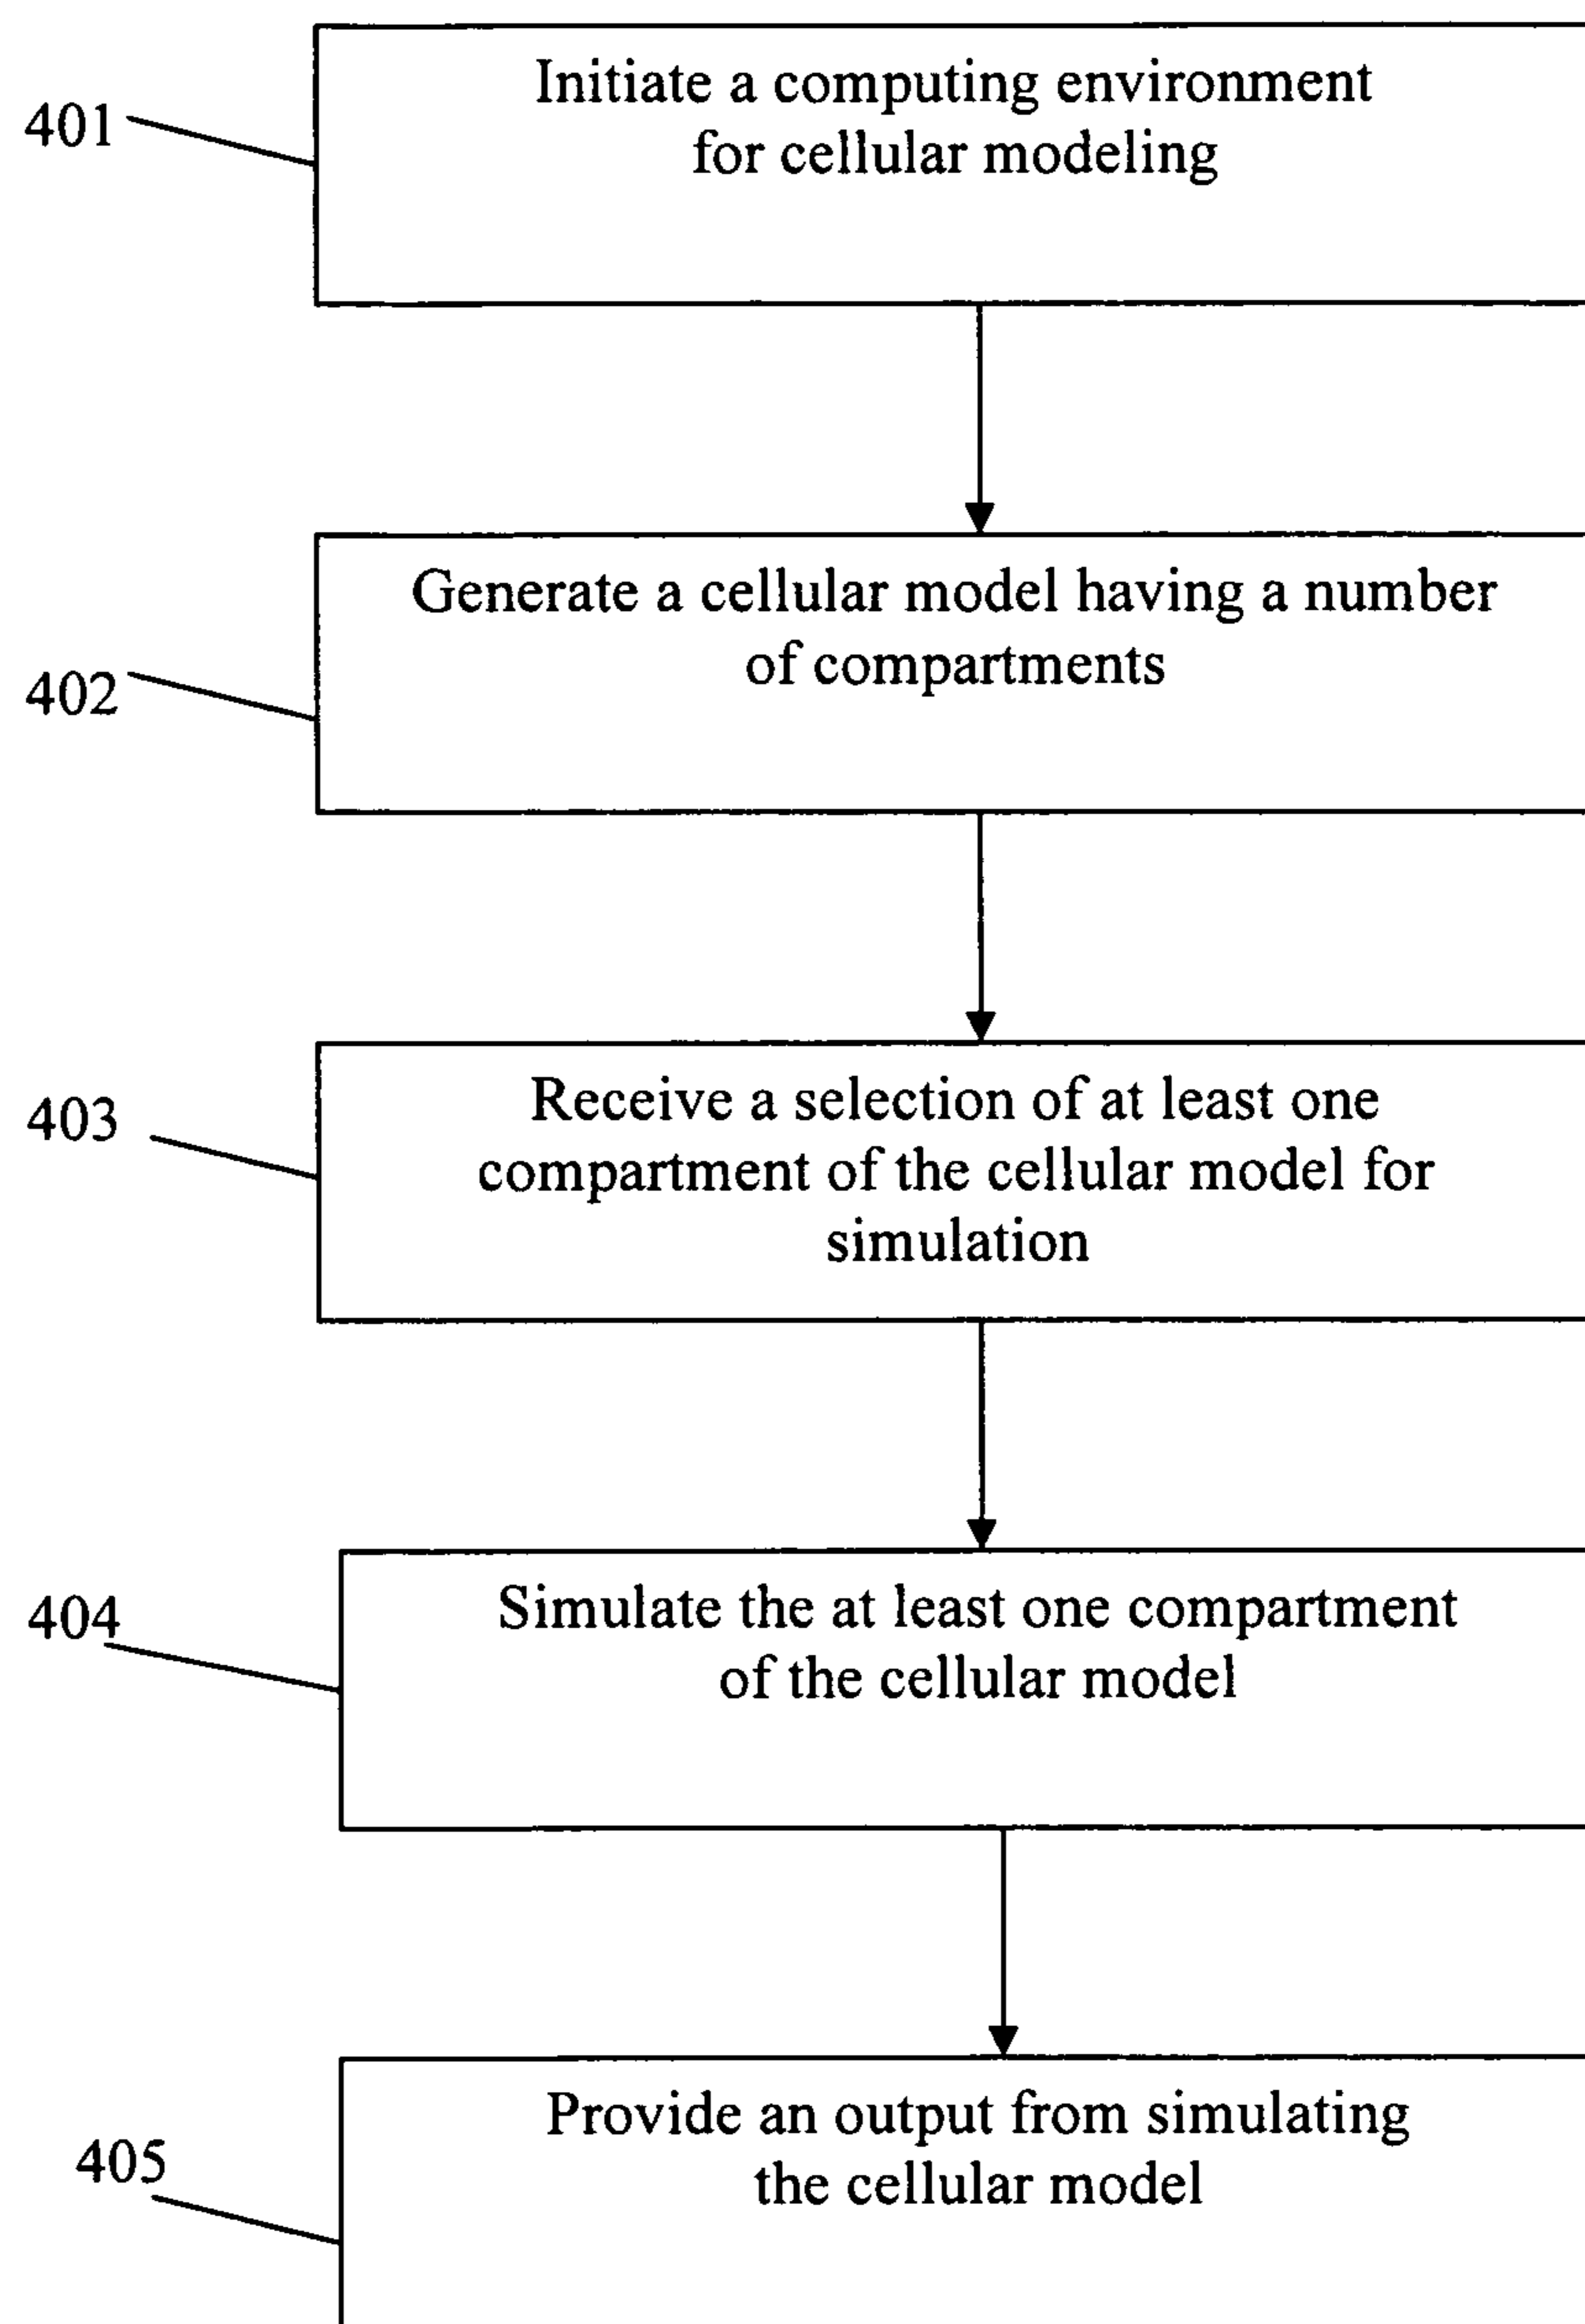 401
Initiate a computing environment
for cellular modeling
402
Generate a cellular model having a number
of compartments
403
Receive a selection of at least one
compartment of the cellular model for
simulation
404
Simulate the at least one compartment
of the cellular model
405
Provide an output from simulating
the cellular model